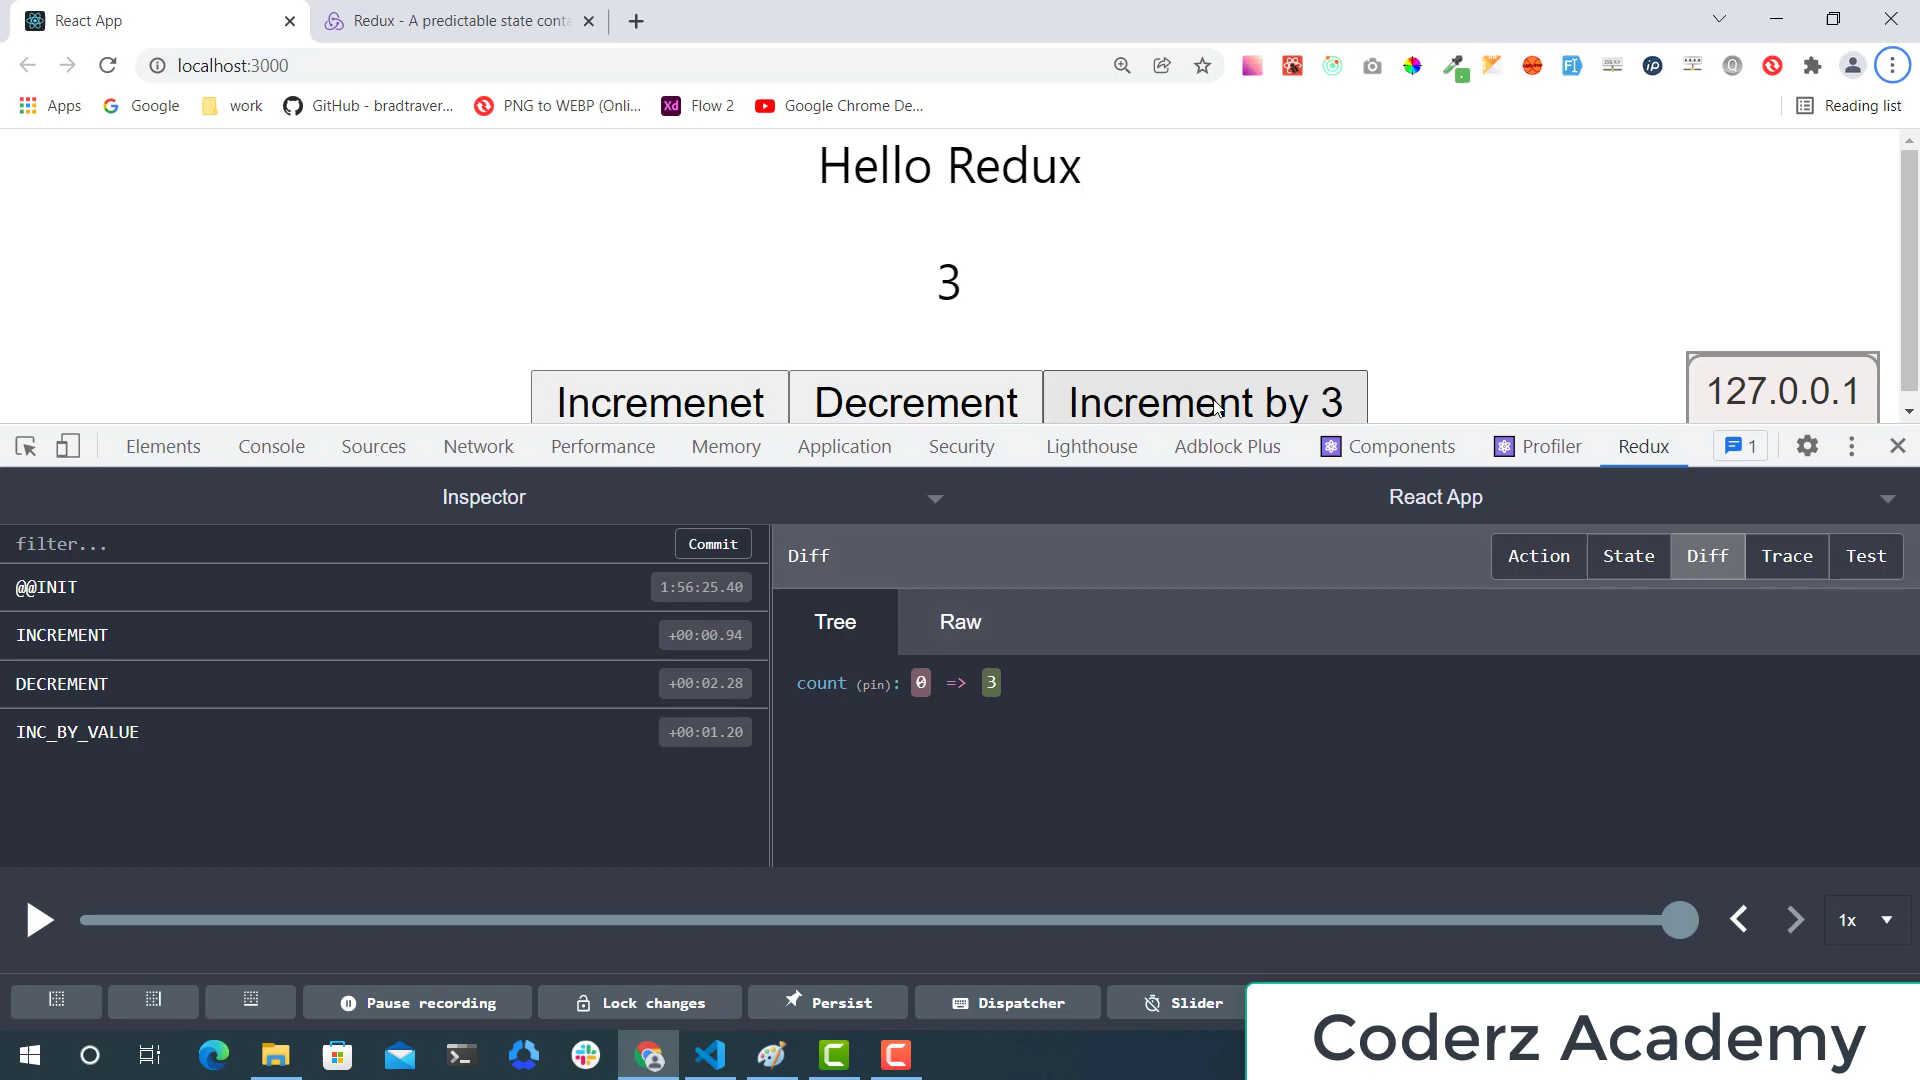 React App
Redux - A predictable state conta
localhost:3000
Apps
Google
work
GitHub - bradtraver...
PNG to WEBP (Onli...
Xd
Flow 2
Google Chrome De...
Reading list
Hello Redux
3
Incremenet
Decrement
Increment by 3
127.0.0.1
Elements
Console
Sources
Network
Performance
Memory
Application
Security
Lighthouse
Adblock Plus
Components
Profiler
Redux
1
Inspector
React App
filter...
Commit
Diff
Action
State
Diff
Trace
Test
@@INIT
1:56:25.40
INCREMENT
+00:00.94
DECREMENT
+00:02.28
INC_BY_VALUE
+00:01.20
Tree
Raw
count (pin): 0 => 3
1x
Pause recording
Lock changes
Persist
Dispatcher
Slider
Coderz Academy